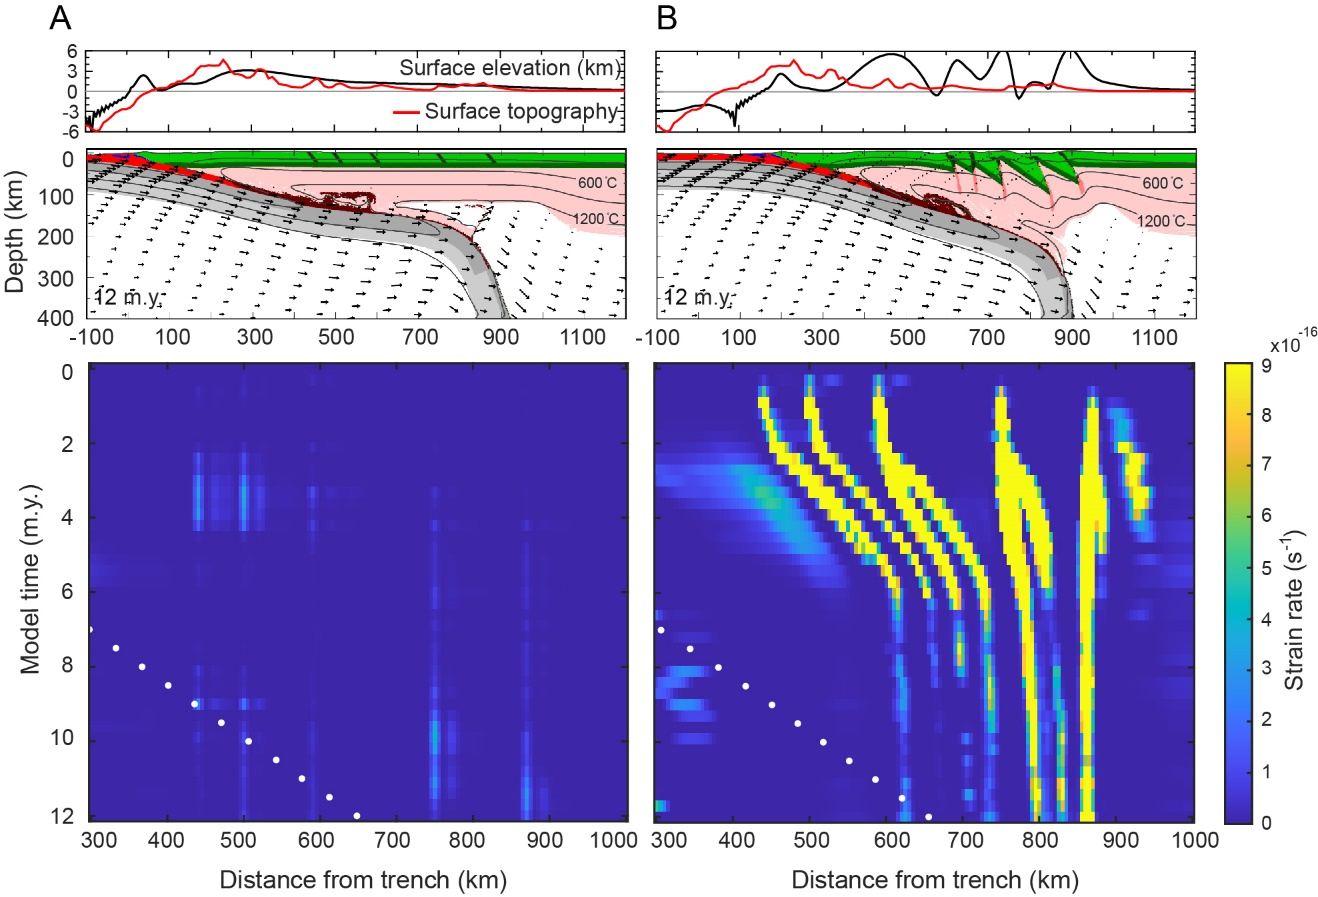 A
B
6
3
0
-3
-6
Surface elevation (km)
Surface topography
0
100
200
300
400
Depth (km)
600°C
1200°C
12 m.y.
600°C
1200°C
12 m.y.
-100 100 300 500 700 900 1100
-100 100 300 500 700 900 1100
0
2
4
6
8
10
12
Model time (m.y.)
300 400 500 600 700 800 900 1000
300 400 500 600 700 800 900 1000
Distance from trench (km)
Distance from trench (km)
x10-16
9
8
7
6
5
4
3
2
1
0
Strain rate (s-1)